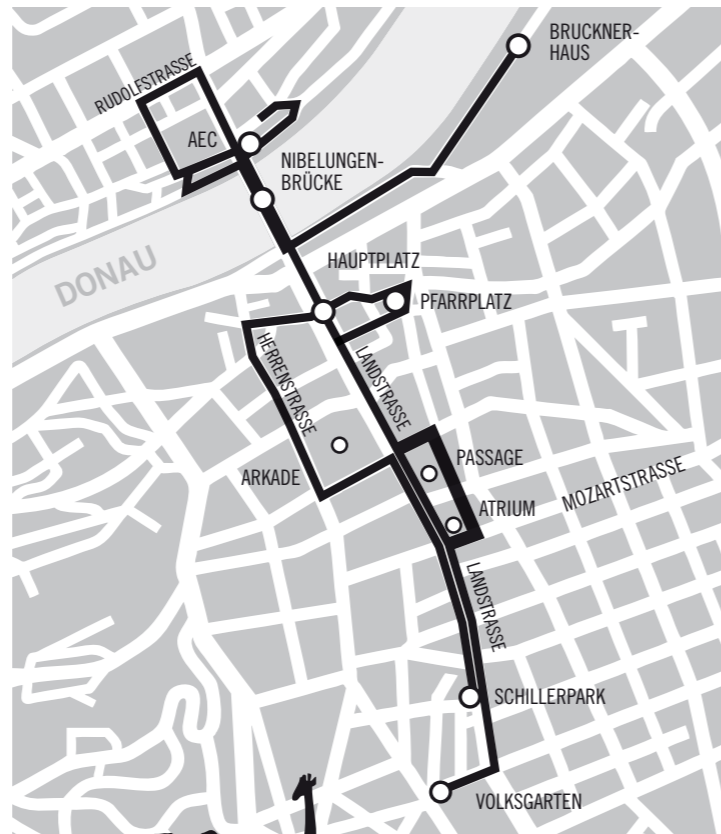 BRUCKNER-
HAUS
RUDOLFSTRASSE
AEC
NIBELUNGEN-
BRÜCKE
DONAU
HAUPTPLATZ
PFARRPLATZ
HERRENSTRASSE
LANDSTRASSE
PASSAGE
ARKADE
MOZARTSTRASSE
ATRIUM
LANDSTRASSE
SCHILLERPARK
VOLKSGARTEN